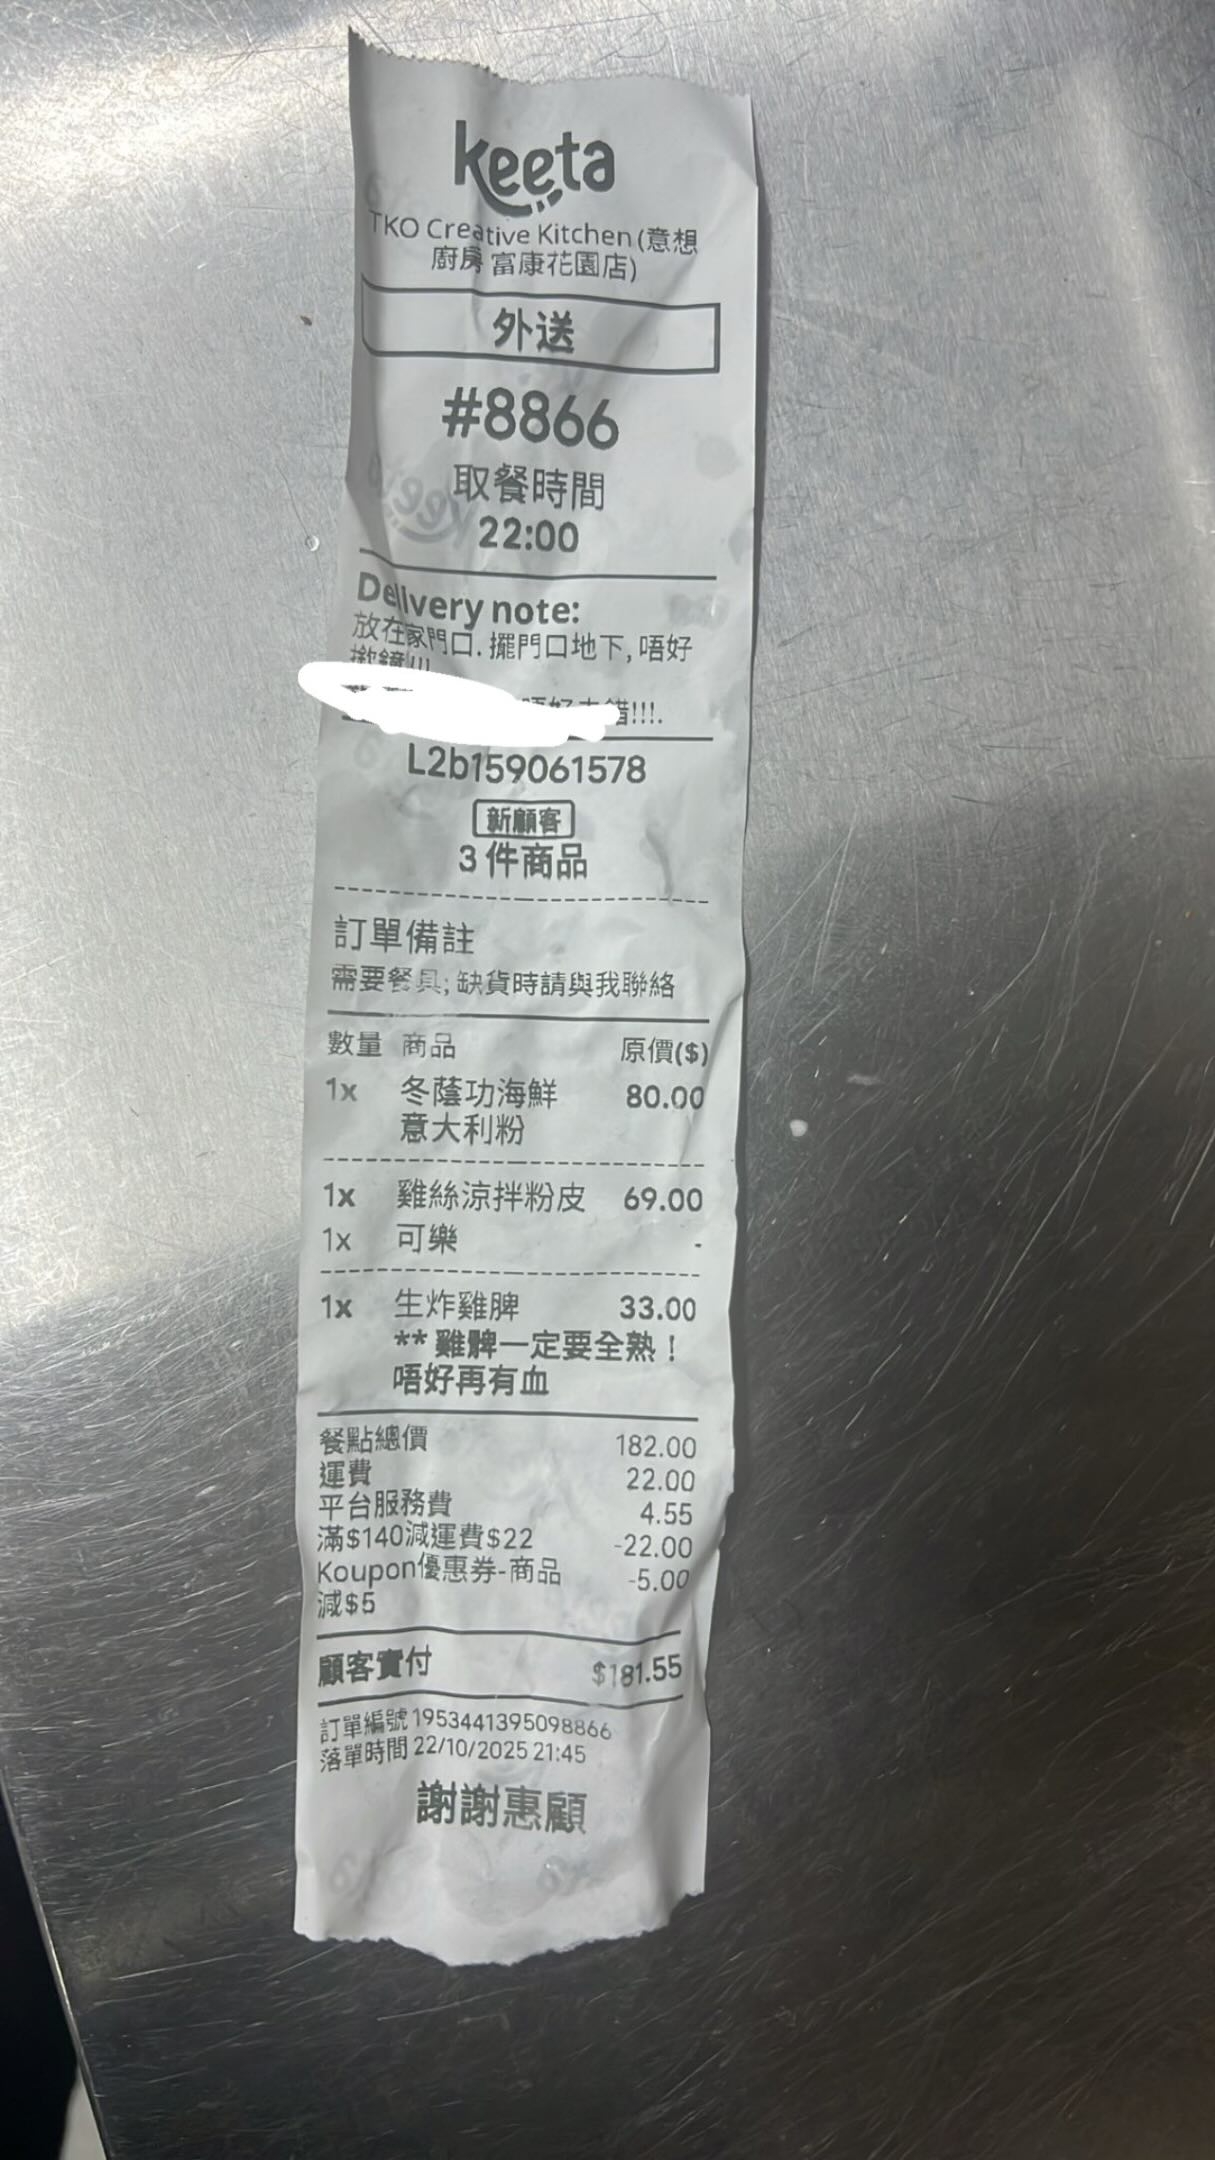 keeta
TKO Creative Kitchen (意想
廚房 富康花園店)
外送
#8866
取餐時間
22:00
Delivery note:
放在家門口. 擺門口地下, 唔好
撳鐘!!!
唔好去錯!!!.
L2b159061578
新顧客
3 件商品
訂單備註
需要餐具; 缺貨時請與我聯絡
數量 商品 原價($)
1x 冬蔭功海鮮 80.00
意大利粉
1x 雞絲涼拌粉皮 69.00
1x 可樂 -
1x 生炸雞脾 33.00
** 雞髀一定要全熟！
唔好再有血
餐點總價 182.00
運費 22.00
平台服務費 4.55
滿$140減運費$22 -22.00
Koupon優惠券-商品 -5.00
減$5
顧客實付 $181.55
訂單編號 1953441395098866
落單時間 22/10/2025 21:45
謝謝惠顧